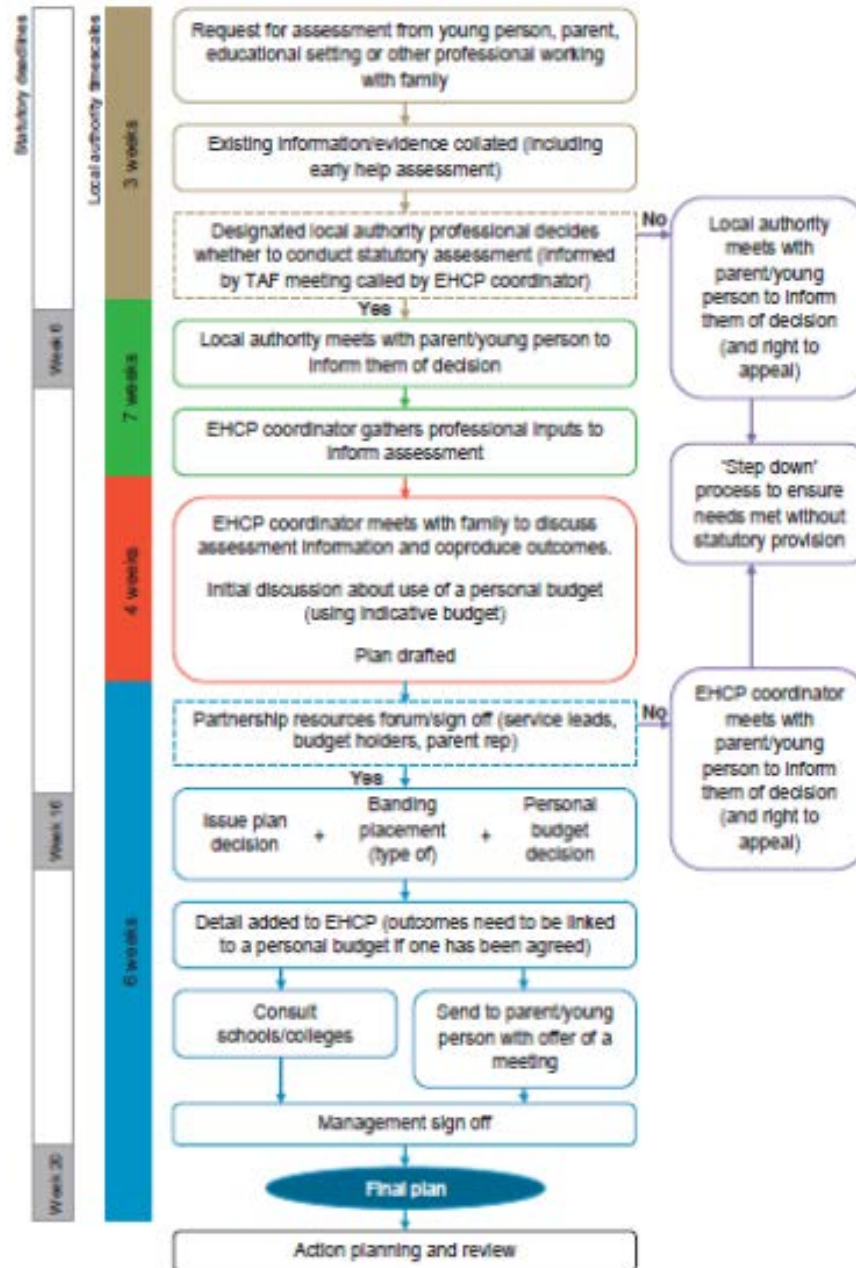 Statutory deadlines
Local authority timescales
3 weeks
7 weeks
4 weeks
6 weeks
Week 6
Week 16
Week 20
Request for assessment from young person, parent,
educational setting or other professional working
with family
Existing information/evidence collated (including
early help assessment)
Designated local authority professional decides
whether to conduct statutory assessment (informed
by TAF meeting called by EHCP coordinator)
No
Local authority
meets with
parent/young
person to inform
them of decision
(and right to
appeal)
Yes
Local authority meets with parent/young person to
inform them of decision
EHCP coordinator gathers professional inputs to
inform assessment
"Step down"
process to ensure
needs met without
statutory provision
EHCP coordinator meets with family to discuss
assessment information and coproduce outcomes.
Initial discussion about use of a personal budget
(using indicative budget)
Plan drafted
Partnership resources forum/sign off (service leads,
budget holders, parent rep)
No
EHCP coordinator
meets with
parent/young
person to inform
them of decision
(and right to
appeal)
Yes
Issue plan
decision
+
Banding
placement
(type of)
+
Personal
budget
decision
Detail added to EHCP (outcomes need to be linked
to a personal budget if one has been agreed)
Consult
schools/colleges
Send to parent/young
person with offer of a
meeting
Management sign off
Final plan
Action planning and review